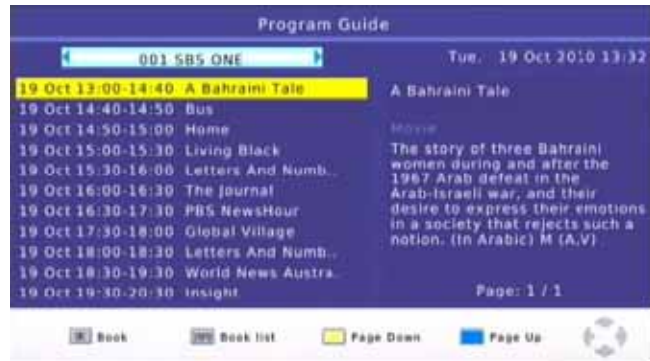 Program Guide
001 SBS ONE
Tue, 19 Oct 2010 13:32
19 Oct 13:00-14:40 A Bahraini Tale
19 Oct 14:40-14:50 Bus
19 Oct 14:50-15:00 Home
19 Oct 15:00-15:30 Living Black
19 Oct 15:30-16:00 Letters And Numb..
19 Oct 16:00-16:30 The Journal
19 Oct 16:30-17:30 PBS NewsHour
19 Oct 17:30-18:00 Global Village
19 Oct 18:00-18:30 Letters And Numb..
19 Oct 18:30-19:30 World News Austra..
19 Oct 19:30-20:30 Insight
A Bahraini Tale
Movie
The story of three Bahraini
women during and after the
1967 Arab defeat in the
Arab-Israeli war, and their
desire to express their emotions
in a society that rejects such a
notion. (In Arabic) M (A,V)
Page: 1 / 1
Book
Book list
Page Down
Page Up